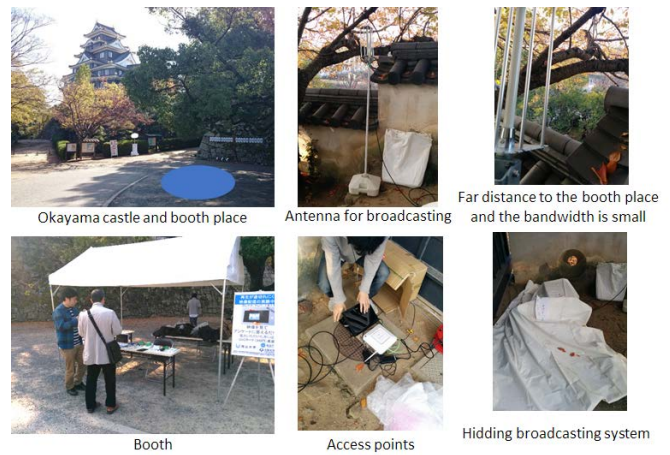 Okayama castle and booth place
Antenna for broadcasting
Far distance to the booth place
and the bandwidth is small
Booth
Access points
Hidding broadcasting system